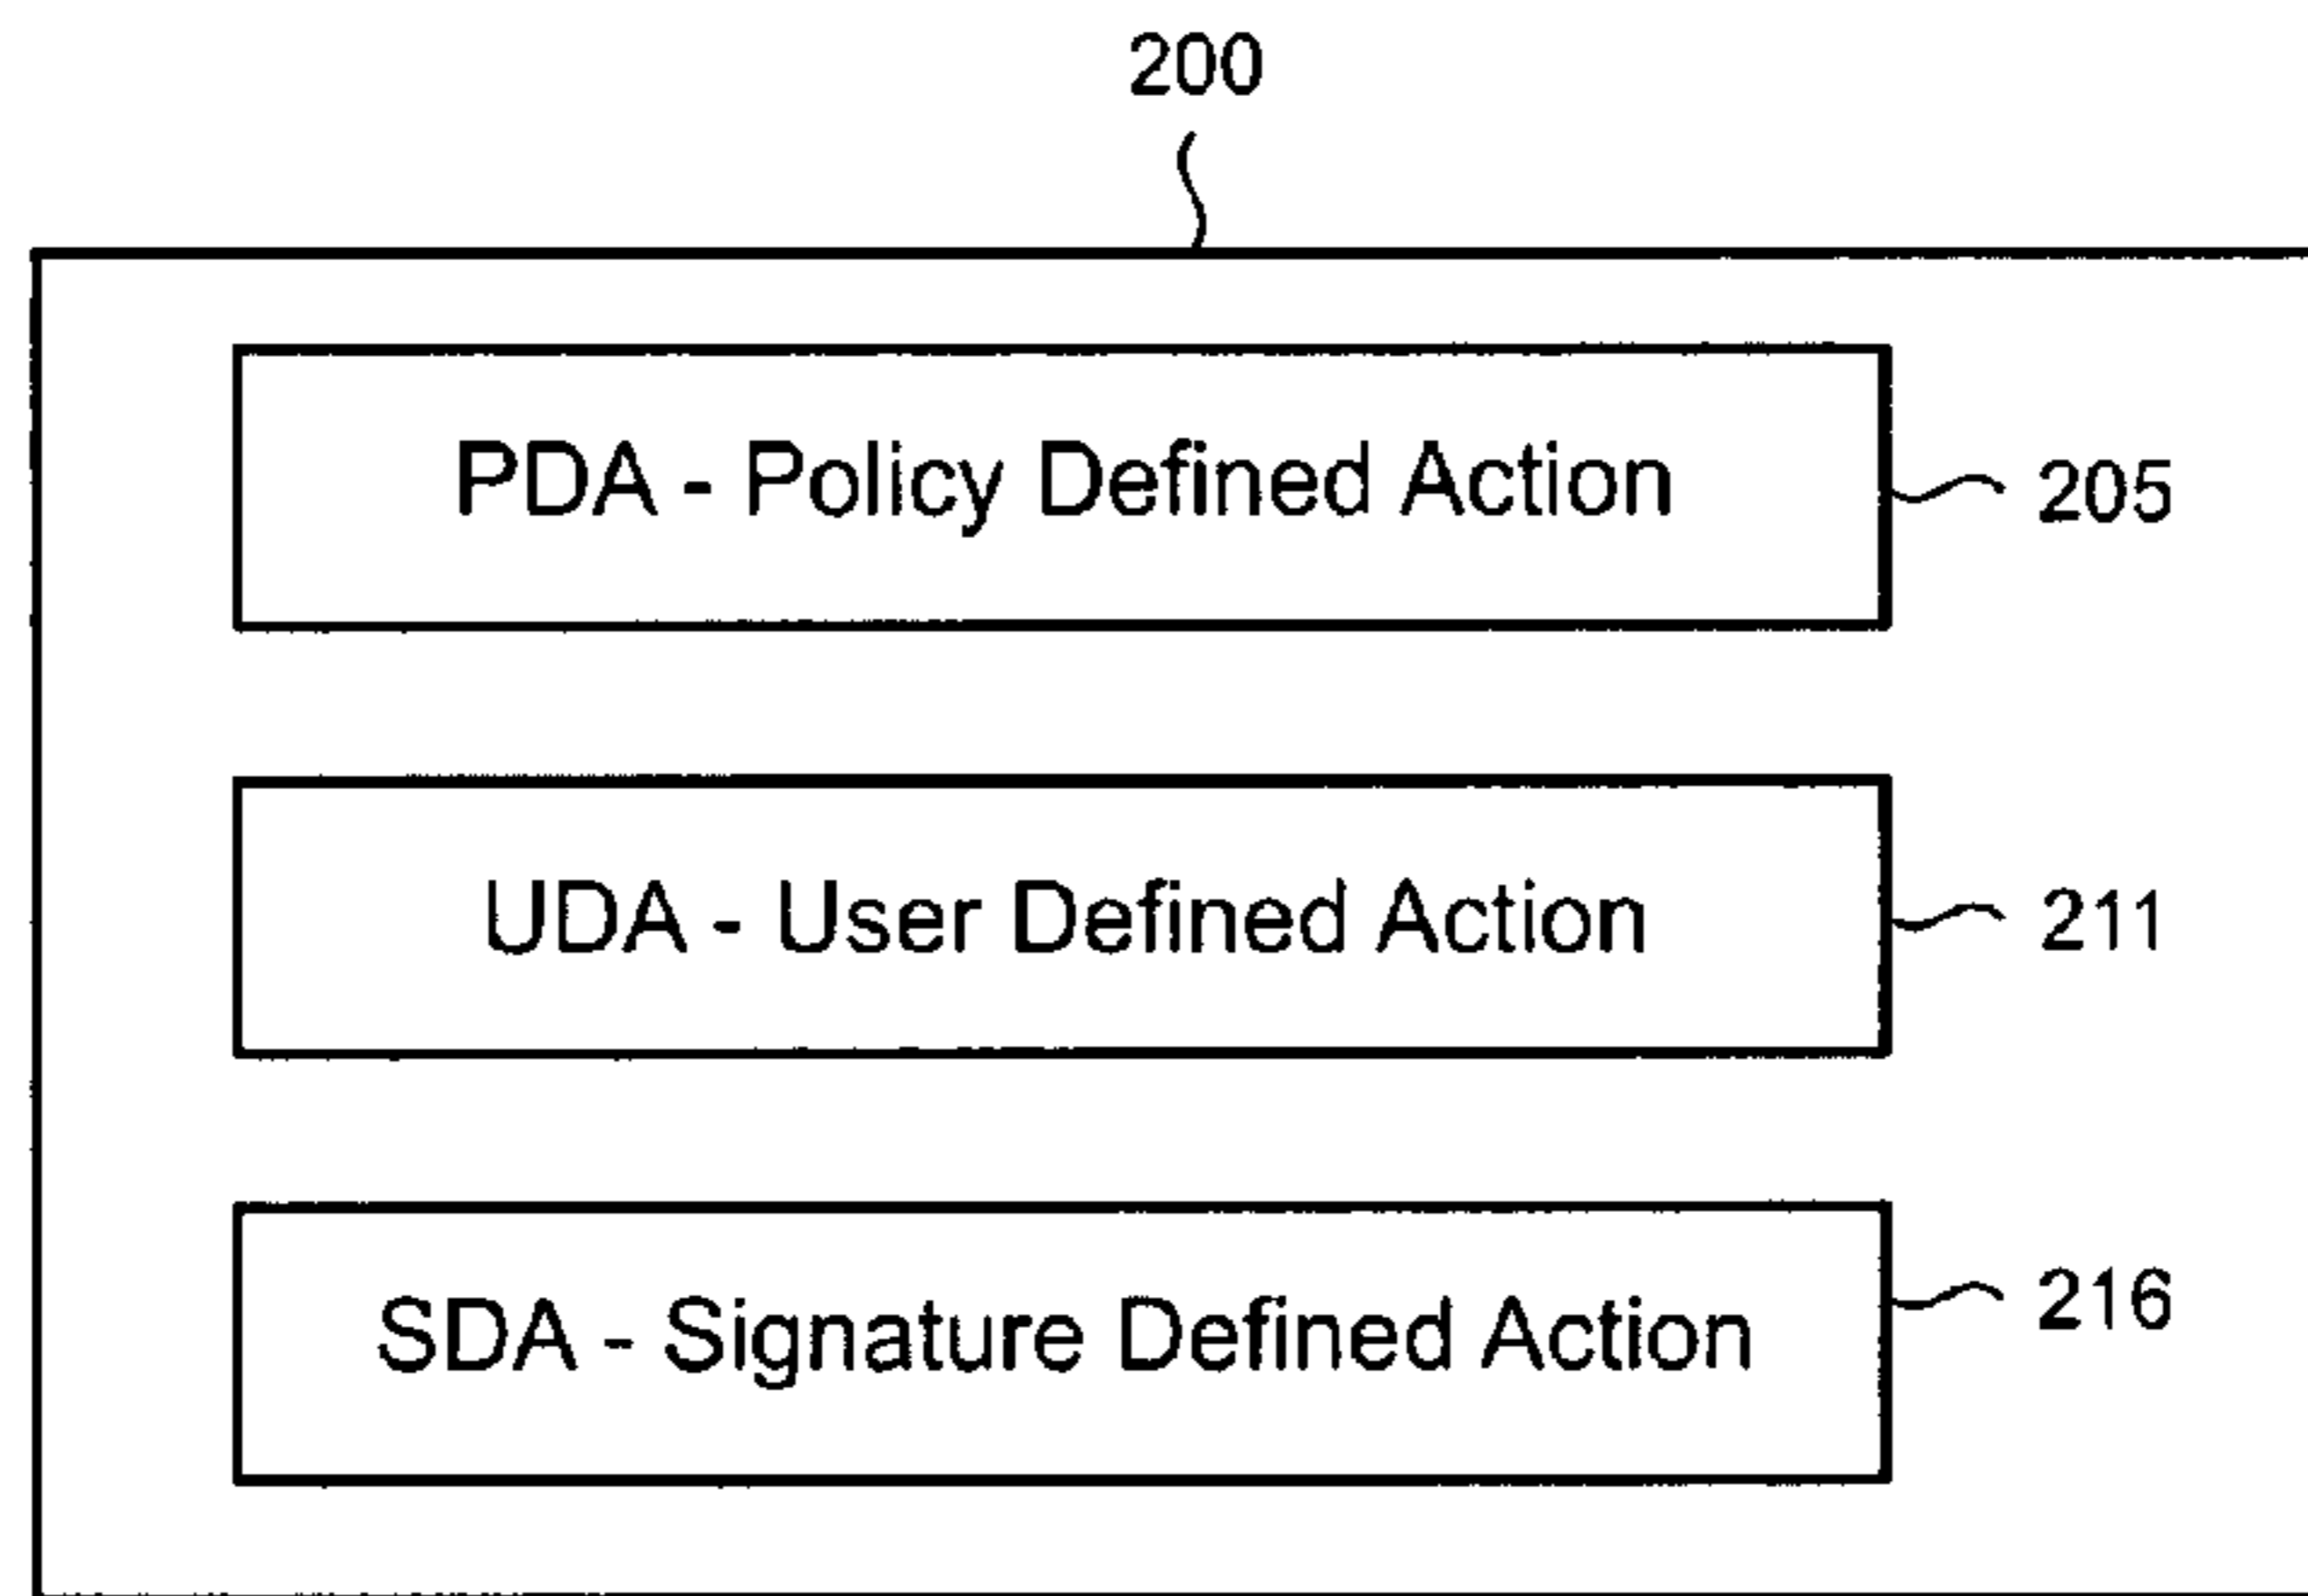 200
PDA - Policy Defined Action
205
UDA - User Defined Action
211
SDA - Signature Defined Action
216